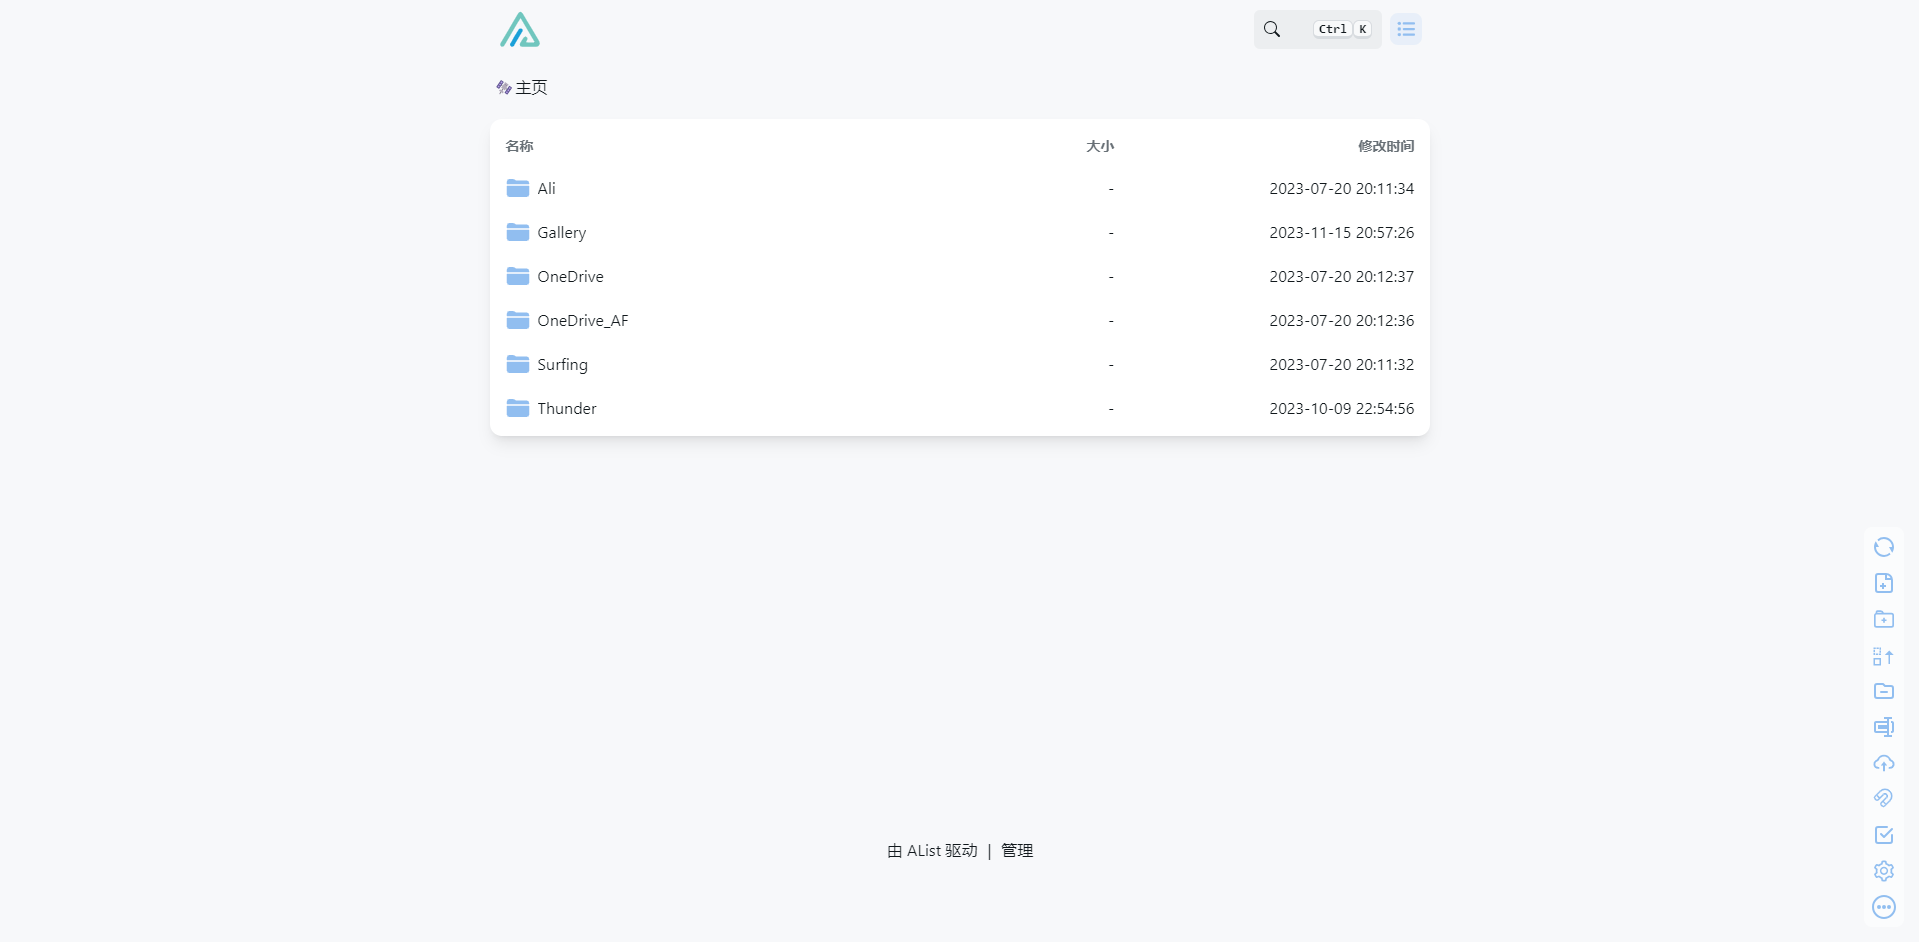 Ctrl K
主页
名称 大小 修改时间
Ali - 2023-07-20 20:11:34
Gallery - 2023-11-15 20:57:26
OneDrive - 2023-07-20 20:12:37
OneDrive_AF - 2023-07-20 20:12:36
Surfing - 2023-07-20 20:11:32
Thunder - 2023-10-09 22:54:56
由 AList 驱动 | 管理